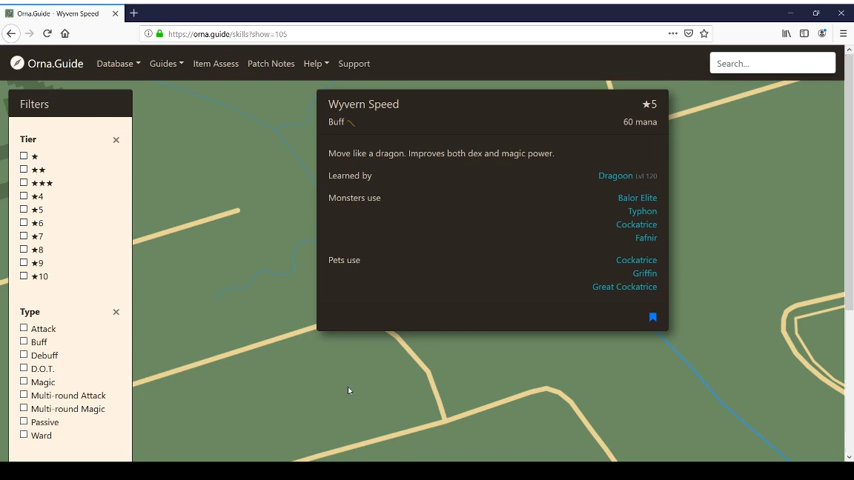 Orna.Guide - Wyvern Speed
https://orna.guide/skills?show=105
Orna.Guide Database Guides Item Assess Patch Notes Help Support Search...
Filters
Tier
★
★★
★★★
★4
★5
★6
★7
★8
★9
★10
Type
Attack
Buff
Debuff
D.O.T.
Magic
Multi-round Attack
Multi-round Magic
Passive
Ward
Wyvern Speed ★5
Buff 60 mana
Move like a dragon. Improves both dex and magic power.
Learned by Dragoon Lvl 120
Monsters use Balor Elite
Typhon
Cockatrice
Fafnir
Pets use Cockatrice
Griffin
Great Cockatrice